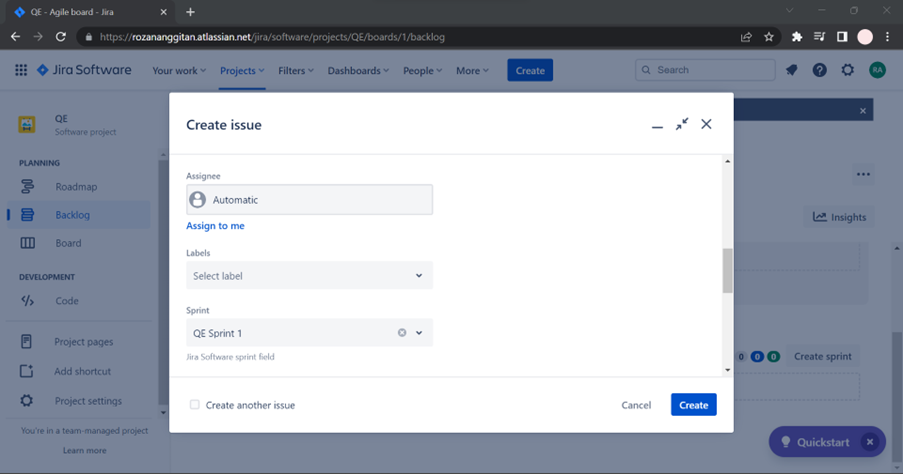 QE - Agile board - Jira
https://rozananggitan.atlassian.net/jira/software/projects/QE/boards/1/backlog
Jira Software
Your work
Projects
Filters
Dashboards
People
More
Create
Search
RA
QE
Software project
PLANNING
Roadmap
Backlog
Board
DEVELOPMENT
Code
Project pages
Add shortcut
Project settings
You're in a team-managed project
Learn more
Create issue
Assignee
Automatic
Assign to me
Labels
Select label
Sprint
QE Sprint 1
Jira Software sprint field
Create another issue
Cancel
Create
Insights
0 0 0 Create sprint
Quickstart